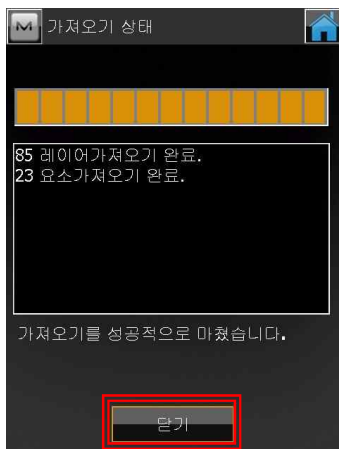 가져오기 상태
85 레이어가져오기 완료.
23 요소가져오기 완료.
가져오기를 성공적으로 마쳤습니다.
닫기